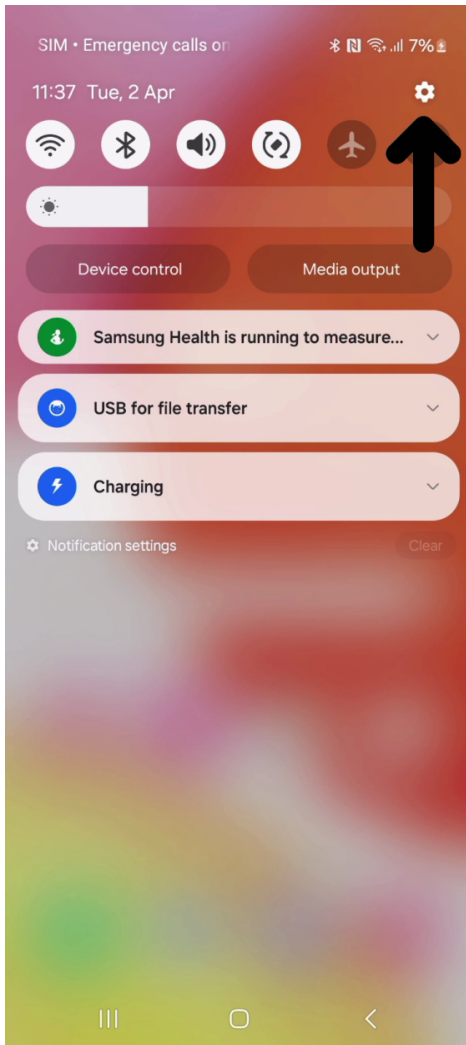 SIM • Emergency calls on
7%
11:37 Tue, 2 Apr
Device control
Media output
Samsung Health is running to measure...
USB for file transfer
Charging
Notification settings
Clear